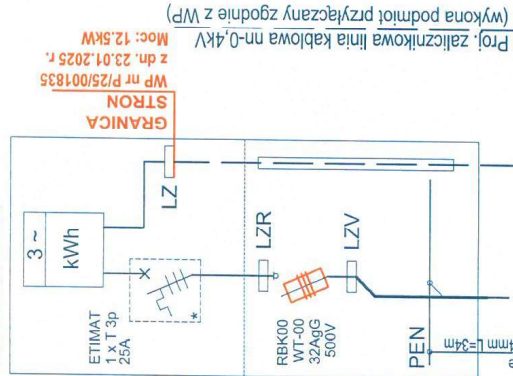 3 ~
kWh
ETIMAT
1 x T 3p
25A
*
LZ
LZR
RBK00
WT-00
32AgG
500V
LZV
PEN
4mm L=34m
e
GRANICA
STRON
WP nr P/25/001835
z dn. 23.01.2025 r.
Moc: 12.5kW
Proj. zalicznikowa linia kablowa nn-0,4kV
(wykona podmiot przyłączany zgodnie z WP)